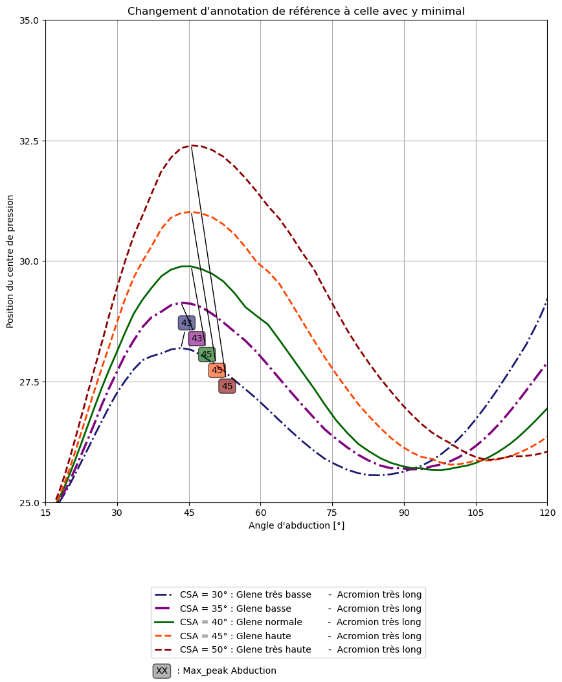 Changement d'annotation de référence à celle avec y minimal
35.0
32.5
30.0
27.5
25.0
Position du centre de pression
43
43
45
45
45
15 30 45 60 75 90 105 120
Angle d'abduction [°]
CSA = 30° : Glene très basse - Acromion très long
CSA = 35° : Glene basse - Acromion très long
CSA = 40° : Glene normale - Acromion très long
CSA = 45° : Glene haute - Acromion très long
CSA = 50° : Glene très haute - Acromion très long
XX : Max_peak Abduction